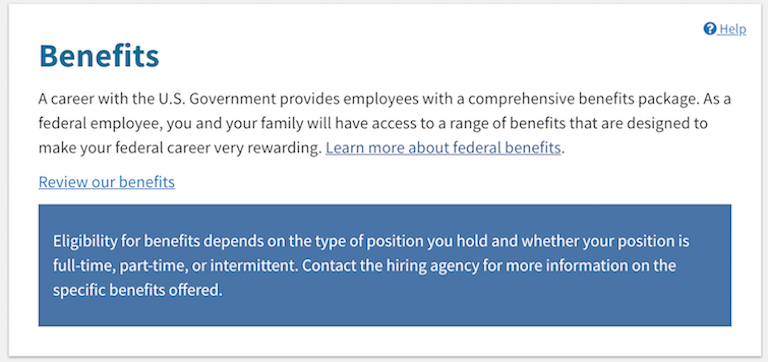 Help
Benefits
A career with the U.S. Government provides employees with a comprehensive benefits package. As a
federal employee, you and your family will have access to a range of benefits that are designed to
make your federal career very rewarding. Learn more about federal benefits.
Review our benefits
Eligibility for benefits depends on the type of position you hold and whether your position is
full-time, part-time, or intermittent. Contact the hiring agency for more information on the
specific benefits offered.